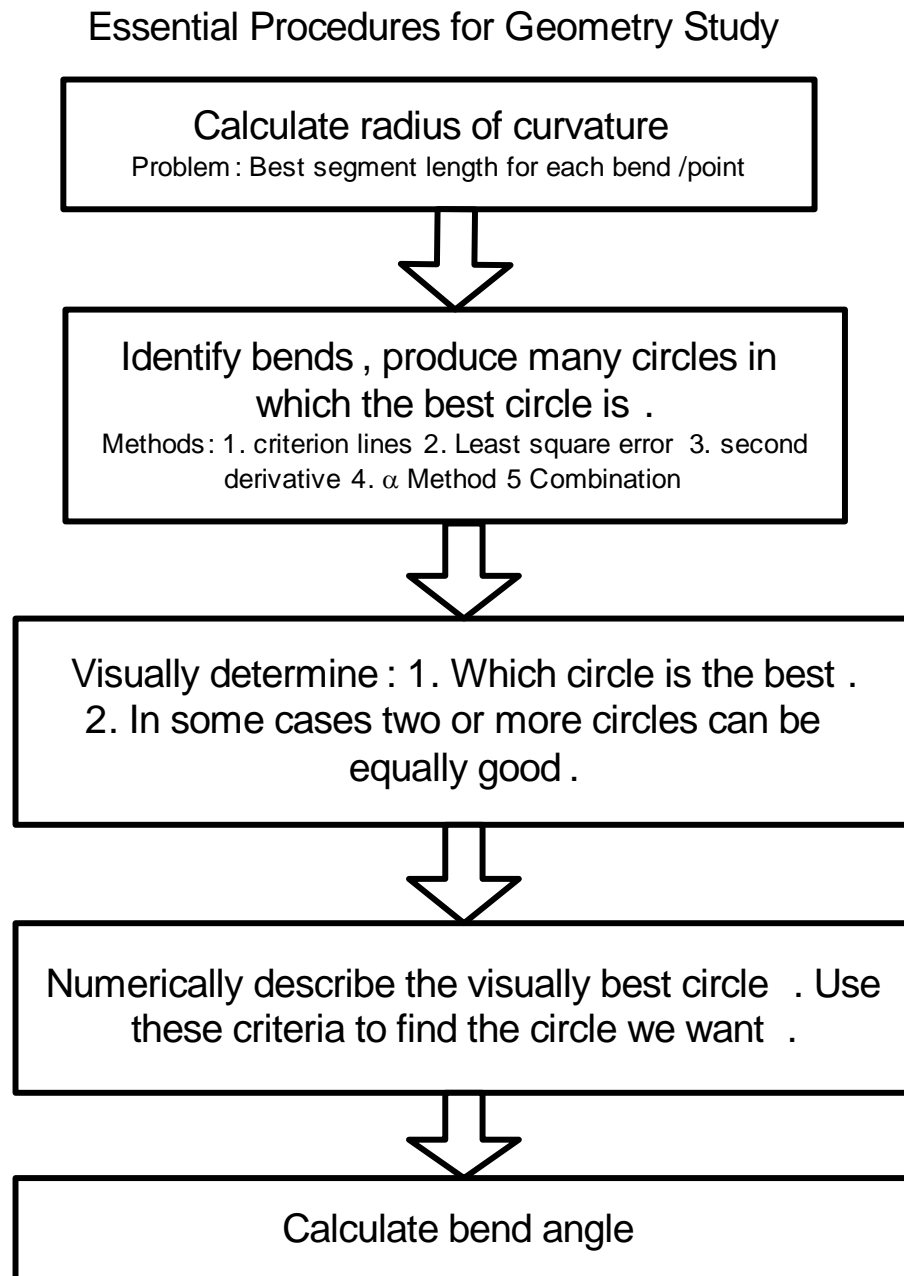 Essential Procedures for Geometry Study
Calculate radius of curvature
Problem : Best segment length for each bend /point
Identify bends , produce many circles in
which the best circle is .
Methods : 1. criterion lines 2. Least square error 3. second
derivative 4. α Method 5 Combination
Visually determine : 1. Which circle is the best .
2. In some cases two or more circles can be
equally good .
Numerically describe the visually best circle . Use
these criteria to find the circle we want .
Calculate bend angle